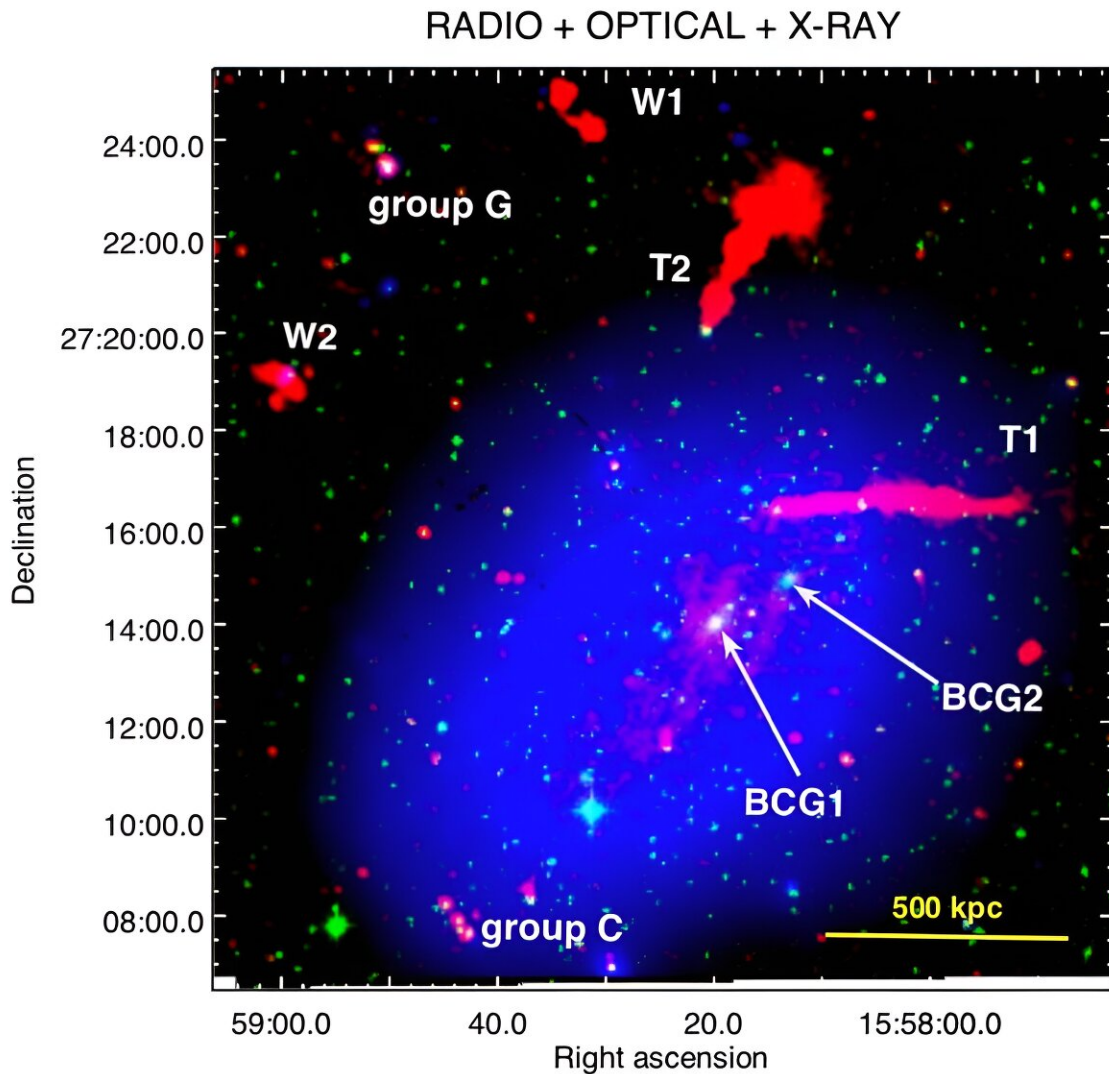 RADIO + OPTICAL + X-RAY
W1
24:00.0
group G
22:00.0
T2
27:20:00.0
W2
18:00.0
T1
16:00.0
Declination
14:00.0
BCG2
12:00.0
BCG1
10:00.0
500 kpc
08:00.0
group C
59:00.0 40.0 20.0 15:58:00.0
Right ascension